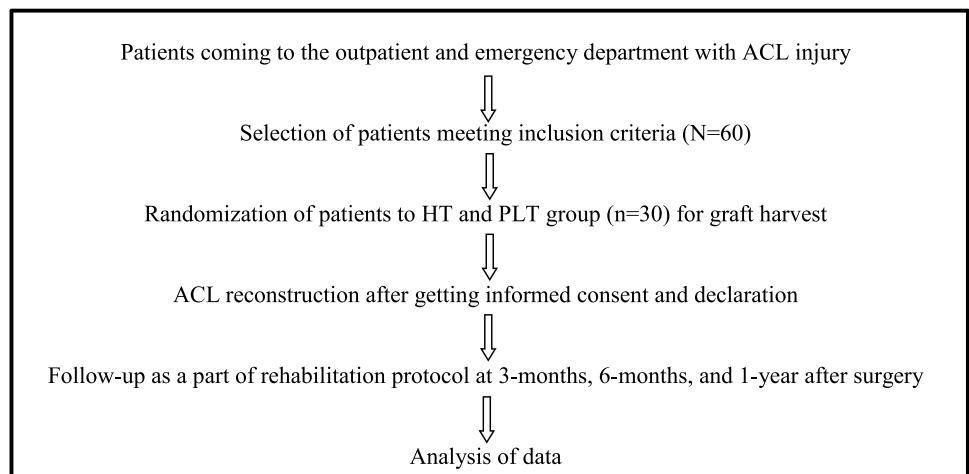 Patients coming to the outpatient and emergency department with ACL injury
Selection of patients meeting inclusion criteria (N=60)
Randomization of patients to HT and PLT group (n=30) for graft harvest
ACL reconstruction after getting informed consent and declaration
Follow-up as a part of rehabilitation protocol at 3-months, 6-months, and 1-year after surgery
Analysis of data